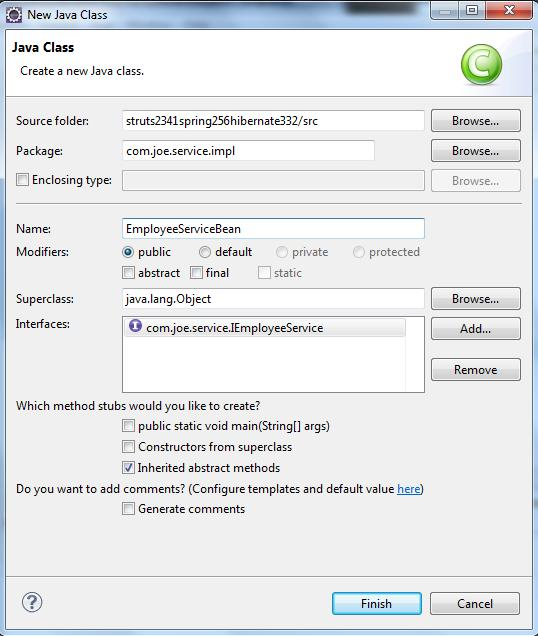 New Java Class
Java Class
Create a new Java class.
C
Source folder: struts2341spring256hibernate332/src Browse...
Package: com.joe.service.impl Browse...
Enclosing type: Browse...
Name: EmployeeServiceBean
Modifiers: public default private protected
abstract final static
Superclass: java.lang.Object Browse...
Interfaces: I com.joe.service.IEmployeeService Add...
Remove
Which method stubs would you like to create?
public static void main(String[] args)
Constructors from superclass
Inherited abstract methods
Do you want to add comments? (Configure templates and default value here)
Generate comments
? Finish Cancel